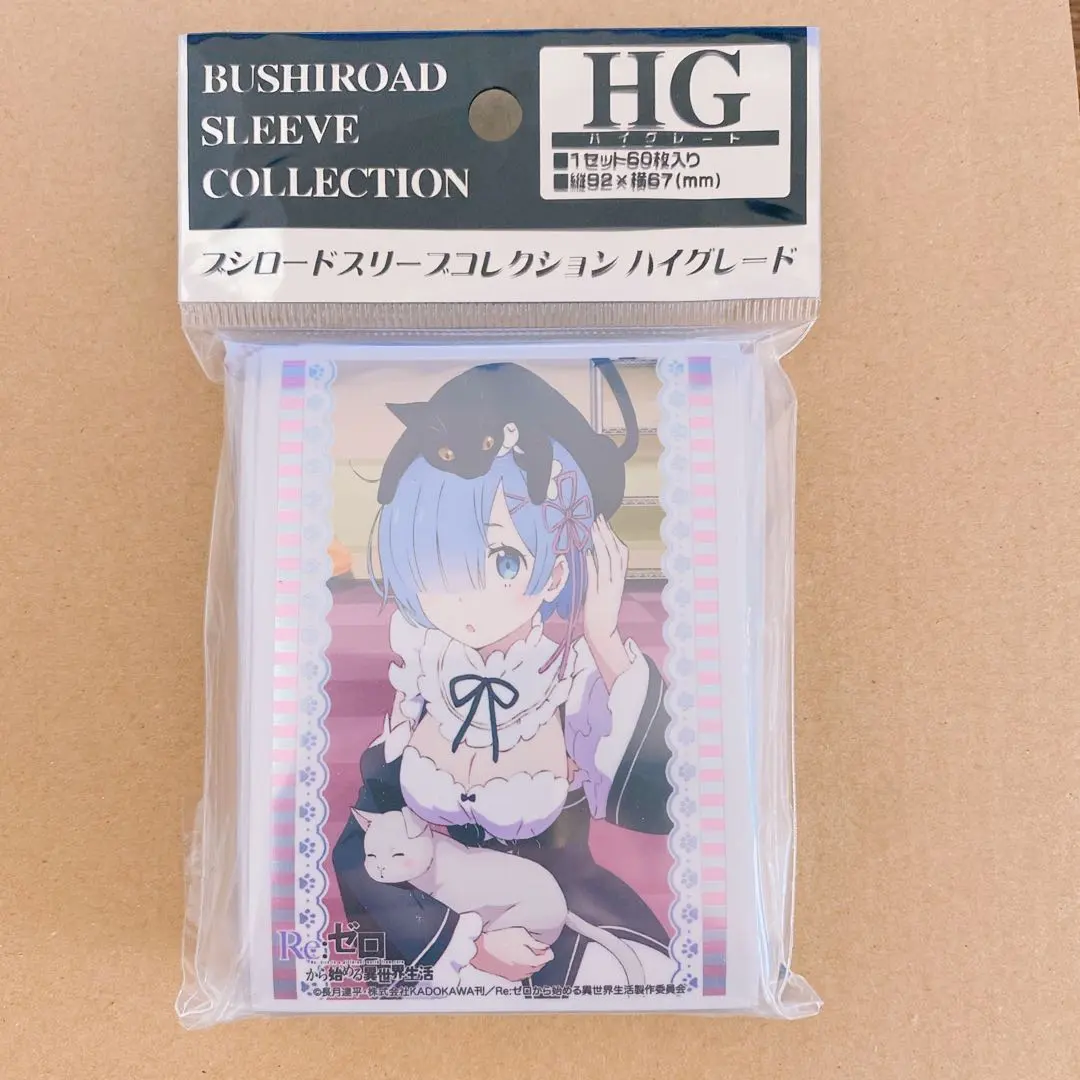 BUSHIROAD
SLEEVE
COLLECTION
HG
ハイグレード
■1セット60枚入り
■縦92×横67(mm)
ブシロードスリーブコレクション ハイグレード
Re:ゼロ
から始める異世界生活
©長月達平・株式会社KADOKAWA刊／Re:ゼロから始める異世界生活製作委員会